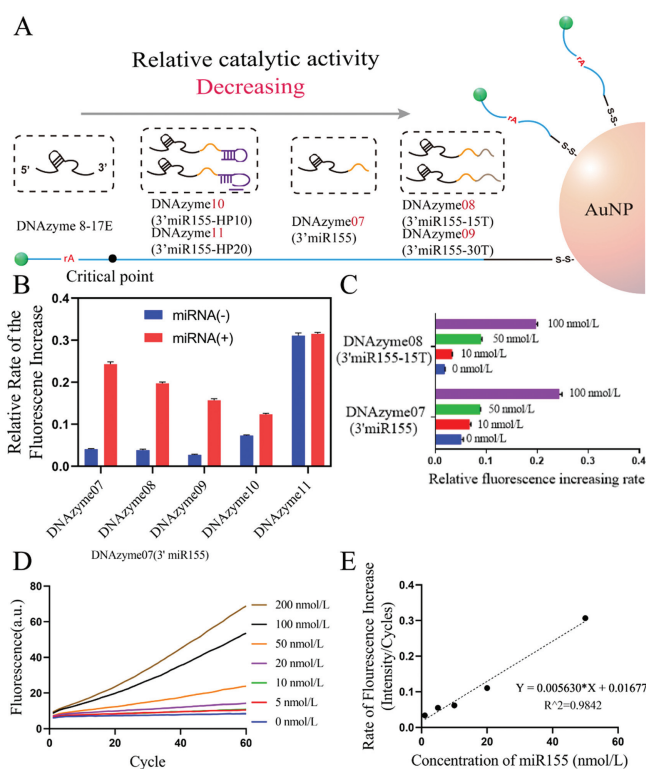 A
Relative catalytic activity
Decreasing
rA
S-S-
rA
S-S-
5'
3'
DNAzyme 8-17E
DNAzyme10
(3'miR155-HP10)
DNAzyme11
(3'miR155-HP20)
DNAzyme07
(3'miR155)
DNAzyme08
(3'miR155-15T)
DNAzyme09
(3'miR155-30T)
AuNP
rA
S-S-
Critical point
B
Relative Rate of the
Fluorescene Increase
0.4
0.3
0.2
0.1
0.0
miRNA(-)
miRNA(+)
DNAzyme07
DNAzyme08
DNAzyme09
DNAzyme10
DNAzyme11
C
DNAzyme08
(3'miR155-15T)
100 nmol/L
50 nmol/L
10 nmol/L
0 nmol/L
DNAzyme07
(3'miR155)
100 nmol/L
50 nmol/L
10 nmol/L
0 nmol/L
0.0 0.1 0.2 0.3 0.4
Relative fluorescence increasing rate
D
DNAzyme07(3' miR155)
Fluorescence(a.u.)
80
60
40
20
0
0 20 40 60
Cycle
200 nmol/L
100 nmol/L
50 nmol/L
20 nmol/L
10 nmol/L
5 nmol/L
0 nmol/L
E
Rate of Flourescence Increase
(Intensity/Cycles)
0.4
0.3
0.2
0.1
0.0
Y = 0.005630*X + 0.01677
R^2=0.9842
0 20 40 60
Concentration of miR155 (nmol/L)